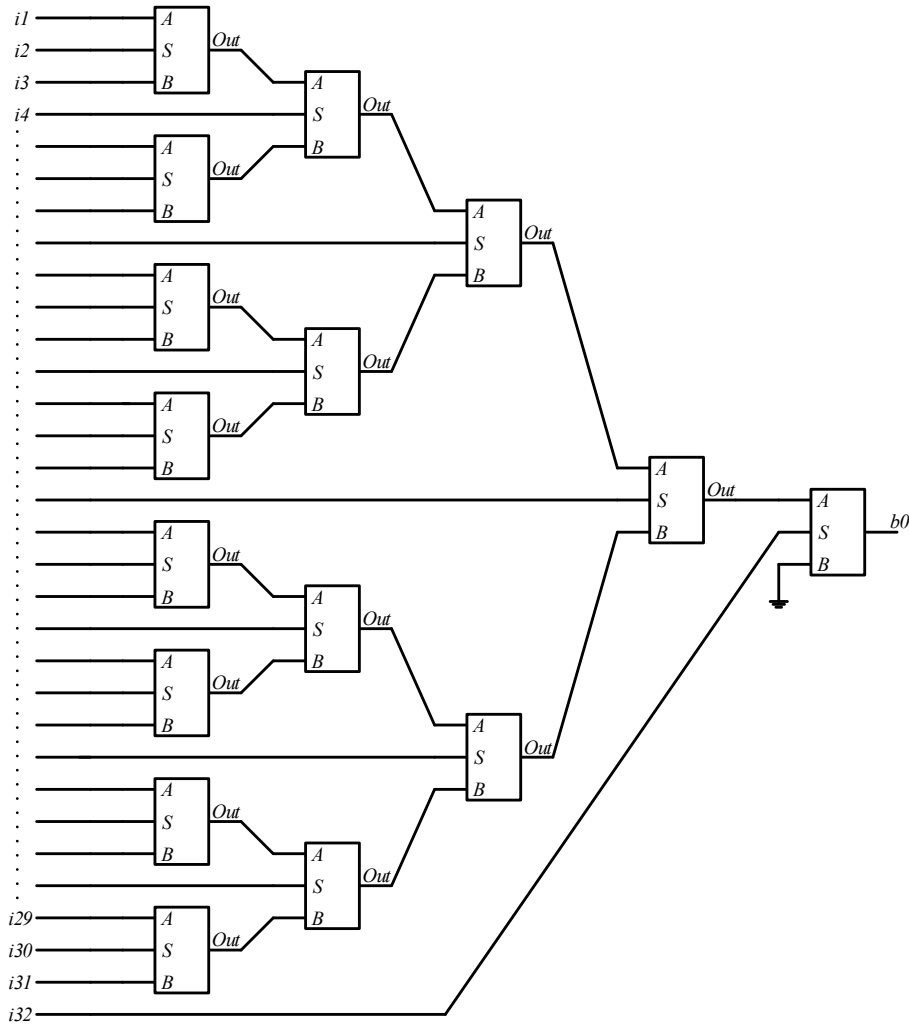 i1 A Out
i2 S
i3 B A Out
i4 S
A Out B
S
B A Out
S
A Out B
S
B A Out
S
A Out B
S
B A Out
S A Out b0
A Out B S
S B
B A Out
S
A Out B
S
B A Out
S
A Out B
S
B A Out
S
i29 A Out B
i30 S
i31 B
i32